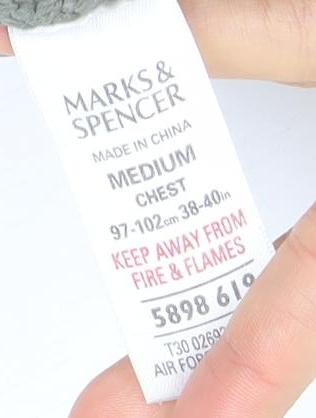 MARKS &
SPENCER
MADE IN CHINA
MEDIUM
CHEST
97-102cm 38-40in
KEEP AWAY FROM
FIRE & FLAMES
5898 619
T30 0269
AIR